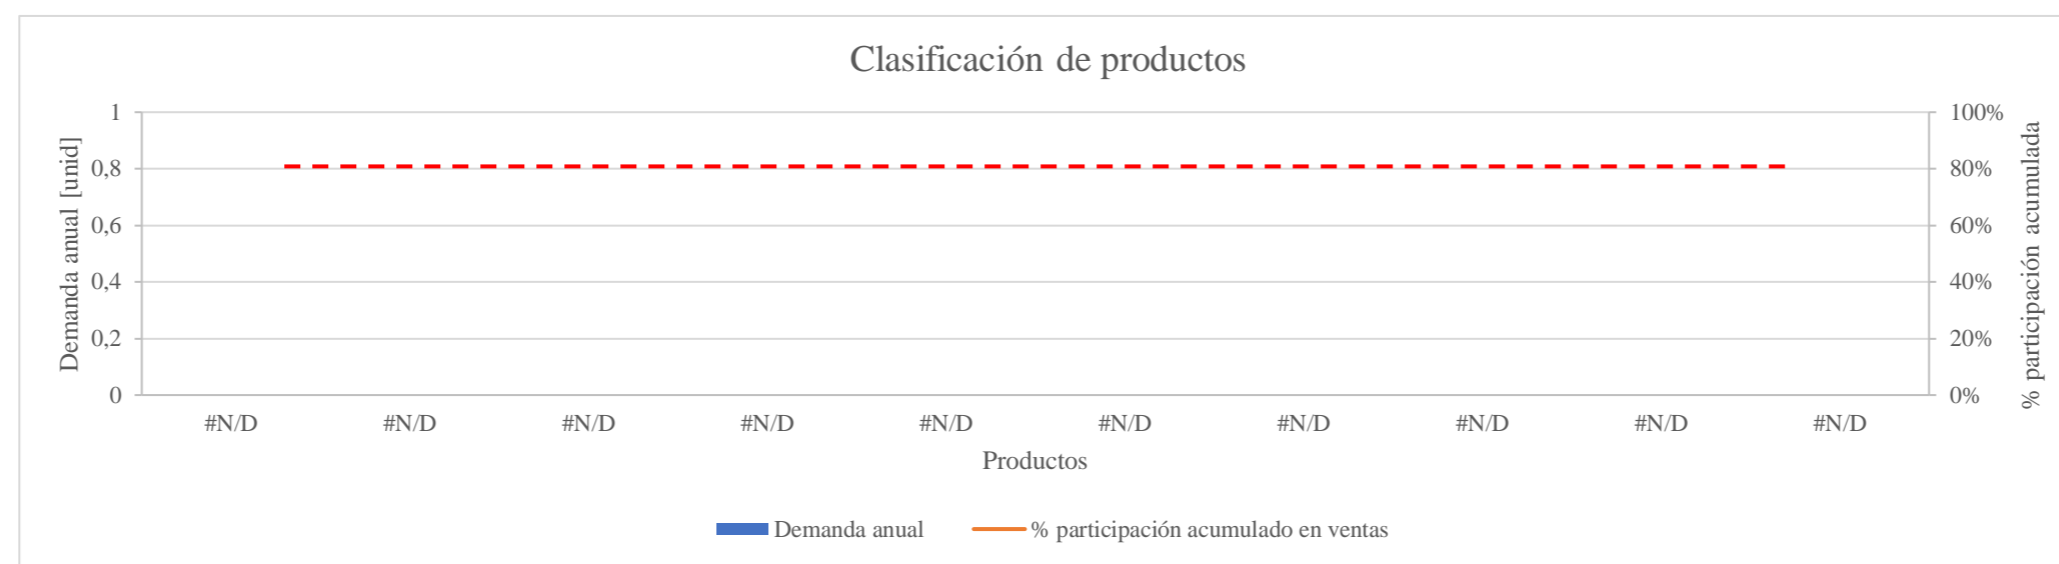 Clasificación de productos
Demanda anual [unid]
1
0,8
0,6
0,4
0,2
0
100%
80%
60%
40%
20%
0%
% participación acumulada
#N/D #N/D #N/D #N/D #N/D #N/D #N/D #N/D #N/D #N/D
Productos
Demanda anual % participación acumulado en ventas